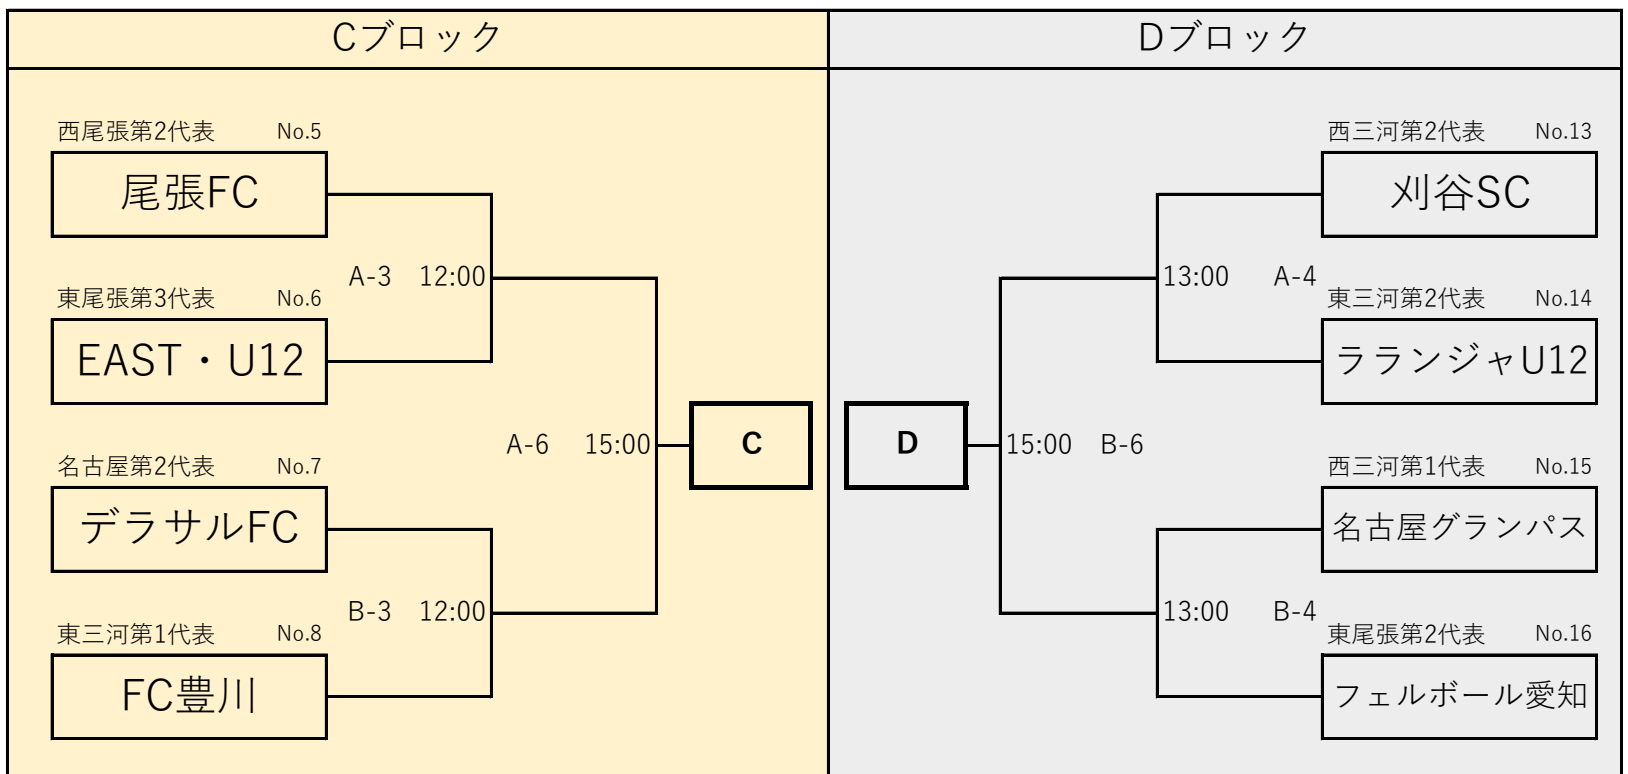 Cブロック
西尾張第2代表 No.5
尾張FC
A-3 12:00
東尾張第3代表 No.6
EAST・U12
A-6 15:00
C
名古屋第2代表 No.7
デラサルFC
B-3 12:00
東三河第1代表 No.8
FC豊川
Dブロック
西三河第2代表 No.13
刈谷SC
13:00 A-4
東三河第2代表 No.14
ラランジャU12
D
15:00 B-6
西三河第1代表 No.15
名古屋グランパス
13:00 B-4
東尾張第2代表 No.16
フェルボール愛知